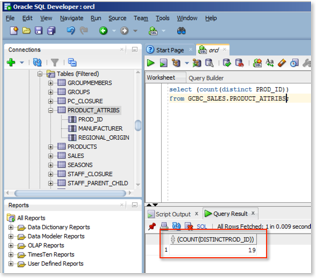 Oracle SQL Developer : orcl
File Edit View Navigate Run Source Team Tools Window Help
Connections
Tables (Filtered)
GROUPMEMBERS
GROUPS
PC_CLOSURE
PRODUCT_ATTRIBS
PROD_ID
MANUFACTURER
REGIONAL_ORIGIN
PRODUCTS
SALES
SEASONS
STAFF_CLOSURE
STAFF_PARENT_CHILD
Reports
All Reports
Data Dictionary Reports
Data Modeler Reports
OLAP Reports
TimesTen Reports
User Defined Reports
Start Page
orcl
Worksheet Query Builder
select (count(distinct PROD_ID))
from GCBC_SALES.PRODUCT_ATTRIBS;
Script Output Query Result
SQL All Rows Fetched: 1 in 0.009 second
(COUNT(DISTINCTPROD_ID))
1 19